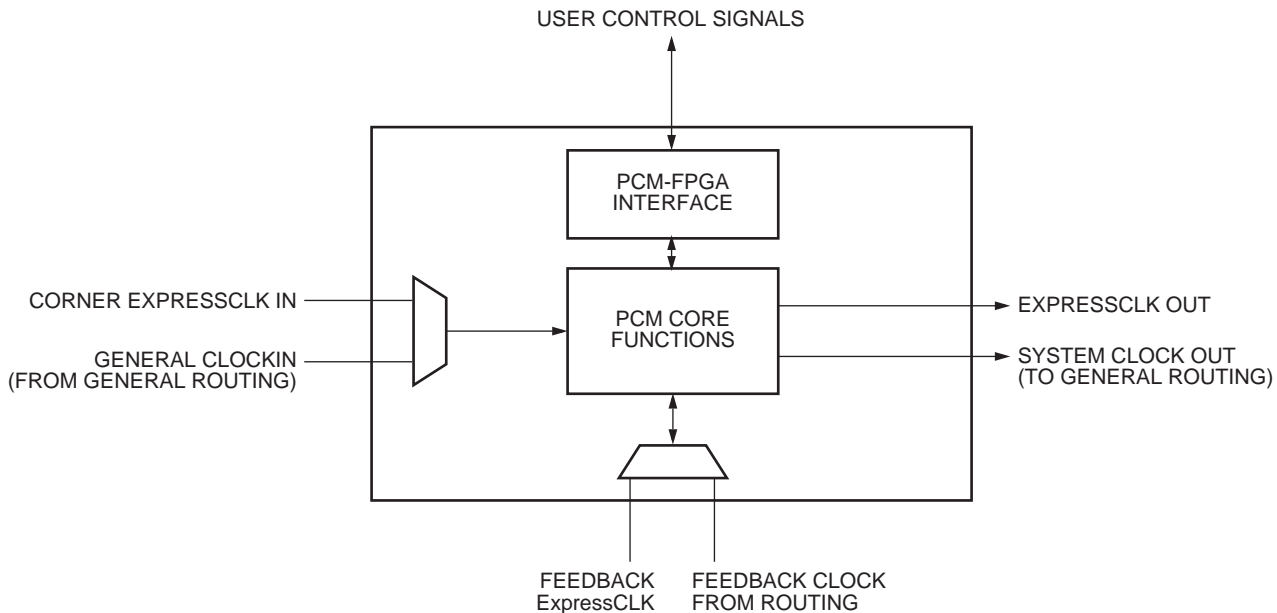 USER CONTROL SIGNALS
PCM-FPGA
INTERFACE
CORNER EXPRESSCLK IN
GENERAL CLOCKIN
(FROM GENERAL ROUTING)
PCM CORE
FUNCTIONS
EXPRESSCLK OUT
SYSTEM CLOCK OUT
(TO GENERAL ROUTING)
FEEDBACK
ExpressCLK
FEEDBACK CLOCK
FROM ROUTING